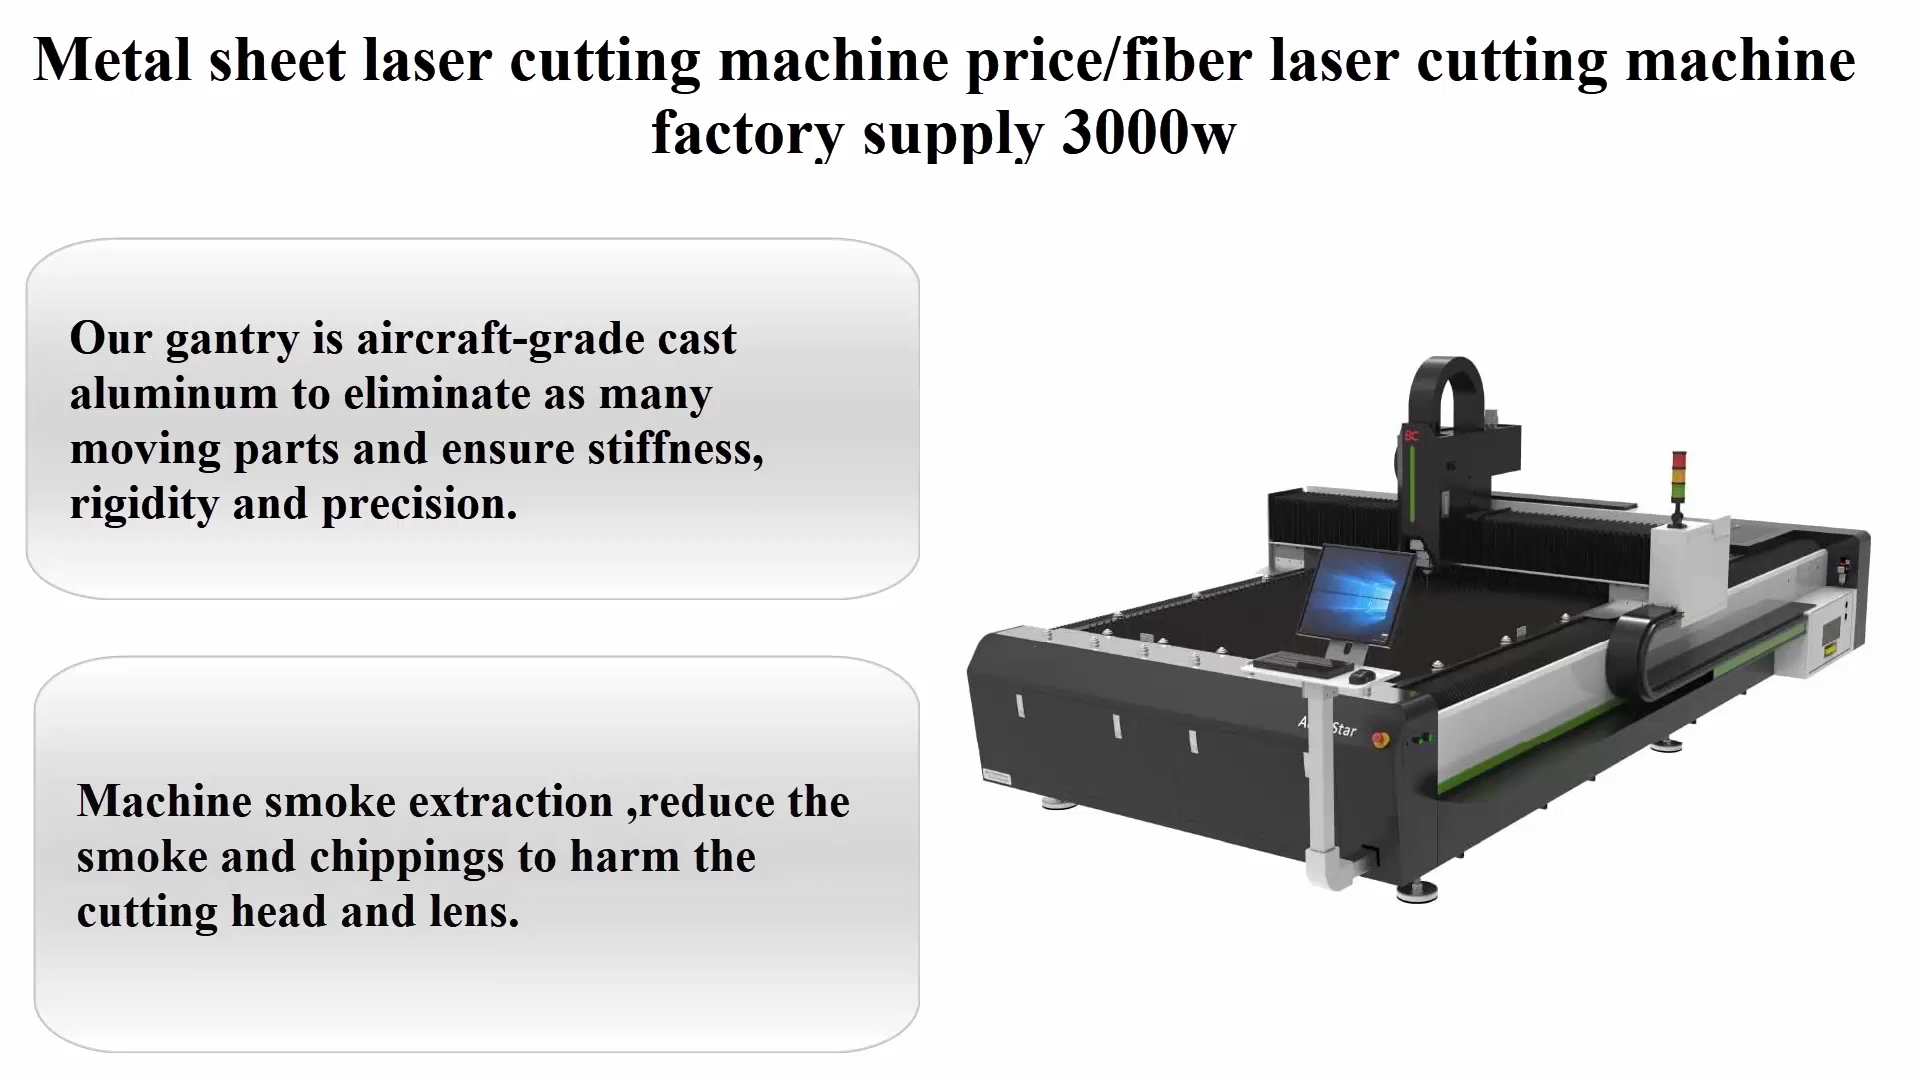 Metal sheet laser cutting machine price/fiber laser cutting machine
factory supply 3000w
Our gantry is aircraft-grade cast
aluminum to eliminate as many
moving parts and ensure stiffness,
rigidity and precision.
Machine smoke extraction ,reduce the
smoke and chippings to harm the
cutting head and lens.
BC
Star